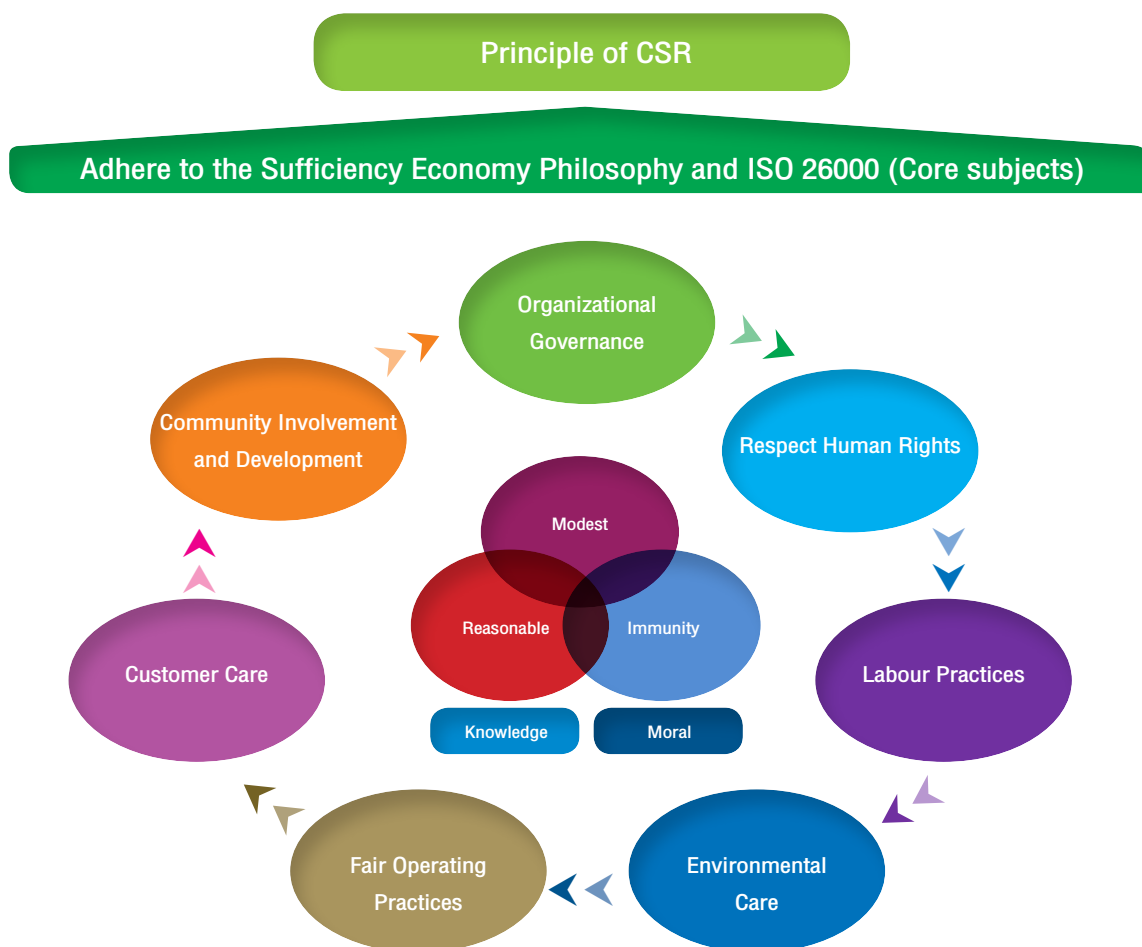 Principle of CSR
Adhere to the Sufficiency Economy Philosophy and ISO 26000 (Core subjects)
Organizational
Governance
Respect Human Rights
Labour Practices
Environmental
Care
Fair Operating
Practices
Customer Care
Community Involvement
and Development
Modest
Reasonable
Immunity
Knowledge
Moral